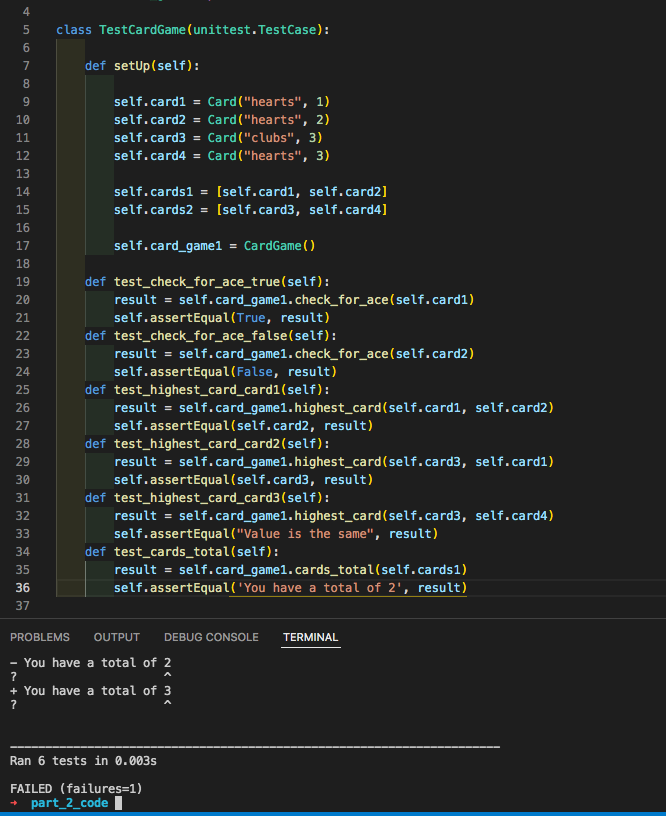 4
5 class TestCardGame(unittest.TestCase):
6
7     def setUp(self):
8
9         self.card1 = Card("hearts", 1)
10         self.card2 = Card("hearts", 2)
11         self.card3 = Card("clubs", 3)
12         self.card4 = Card("hearts", 3)
13
14         self.cards1 = [self.card1, self.card2]
15         self.cards2 = [self.card3, self.card4]
16
17         self.card_game1 = CardGame()
18
19     def test_check_for_ace_true(self):
20         result = self.card_game1.check_for_ace(self.card1)
21         self.assertEqual(True, result)
22     def test_check_for_ace_false(self):
23         result = self.card_game1.check_for_ace(self.card2)
24         self.assertEqual(False, result)
25     def test_highest_card_card1(self):
26         result = self.card_game1.highest_card(self.card1, self.card2)
27         self.assertEqual(self.card2, result)
28     def test_highest_card_card2(self):
29         result = self.card_game1.highest_card(self.card3, self.card1)
30         self.assertEqual(self.card3, result)
31     def test_highest_card_card3(self):
32         result = self.card_game1.highest_card(self.card3, self.card4)
33         self.assertEqual("Value is the same", result)
34     def test_cards_total(self):
35         result = self.card_game1.cards_total(self.cards1)
36         self.assertEqual('You have a total of 2', result)
37
PROBLEMS OUTPUT DEBUG CONSOLE TERMINAL
- You have a total of 2
?                     ^
+ You have a total of 3
?                     ^
----------------------------------------------------------------------
Ran 6 tests in 0.003s
FAILED (failures=1)
→ part_2_code